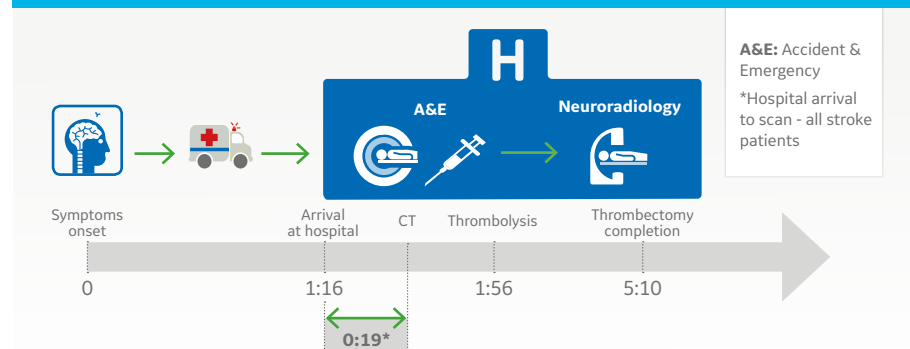 H
A&E: Accident &
Emergency
*Hospital arrival
to scan - all stroke
patients
A&E
Neuroradiology
Symptoms
onset
Arrival
at hospital
CT
Thrombolysis
Thrombectomy
completion
0
1:16
1:56
5:10
0:19*